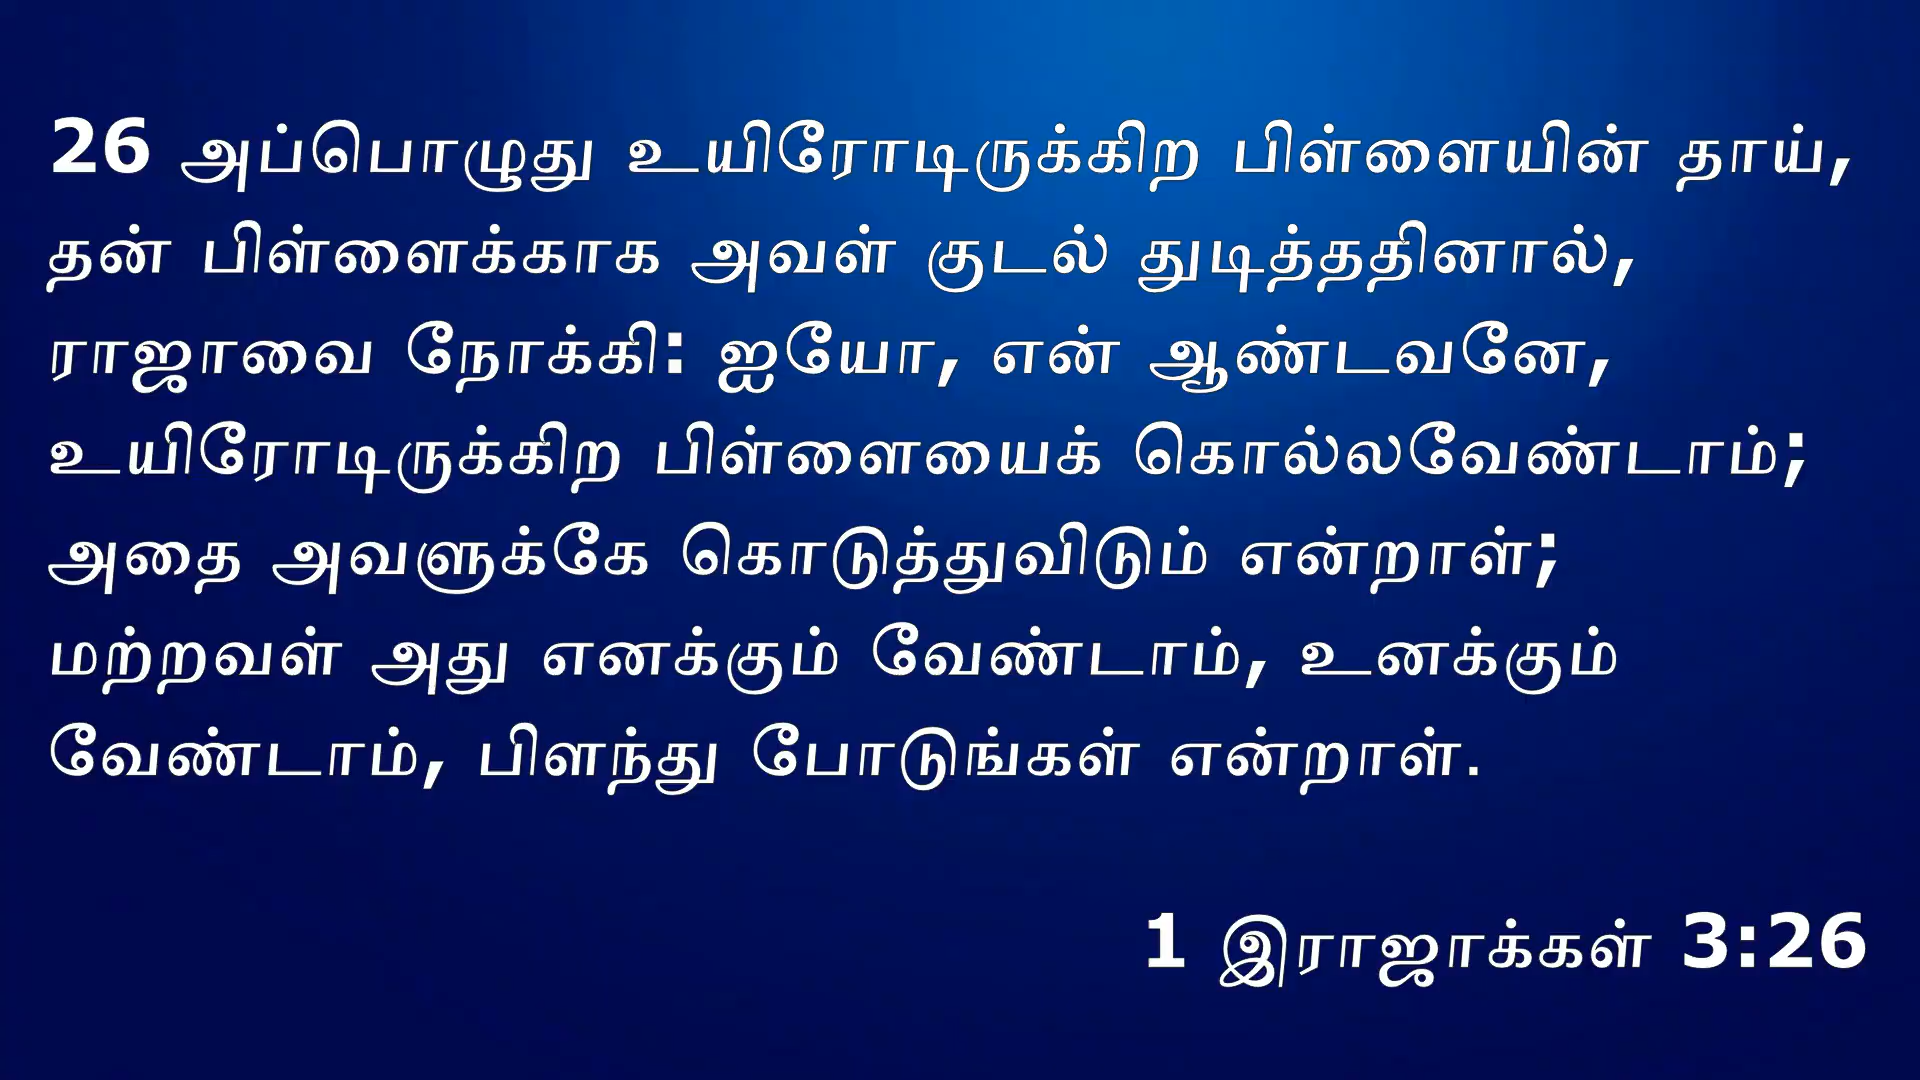 26 அப்பொழுது உயிரோடிருக்கிற பிள்ளையின் தாய்,
தன் பிள்ளைக்காக அவள் குடல் துடித்ததினால்,
ராஜாவை நோக்கி: ஐயோ, என் ஆண்டவனே,
உயிரோடிருக்கிற பிள்ளையைக் கொல்லவேண்டாம்;
அதை அவளுக்கே கொடுத்துவிடும் என்றாள்;
மற்றவள் அது எனக்கும் வேண்டாம், உனக்கும்
வேண்டாம், பிளந்து போடுங்கள் என்றாள்.
1 இராஜாக்கள் 3:26